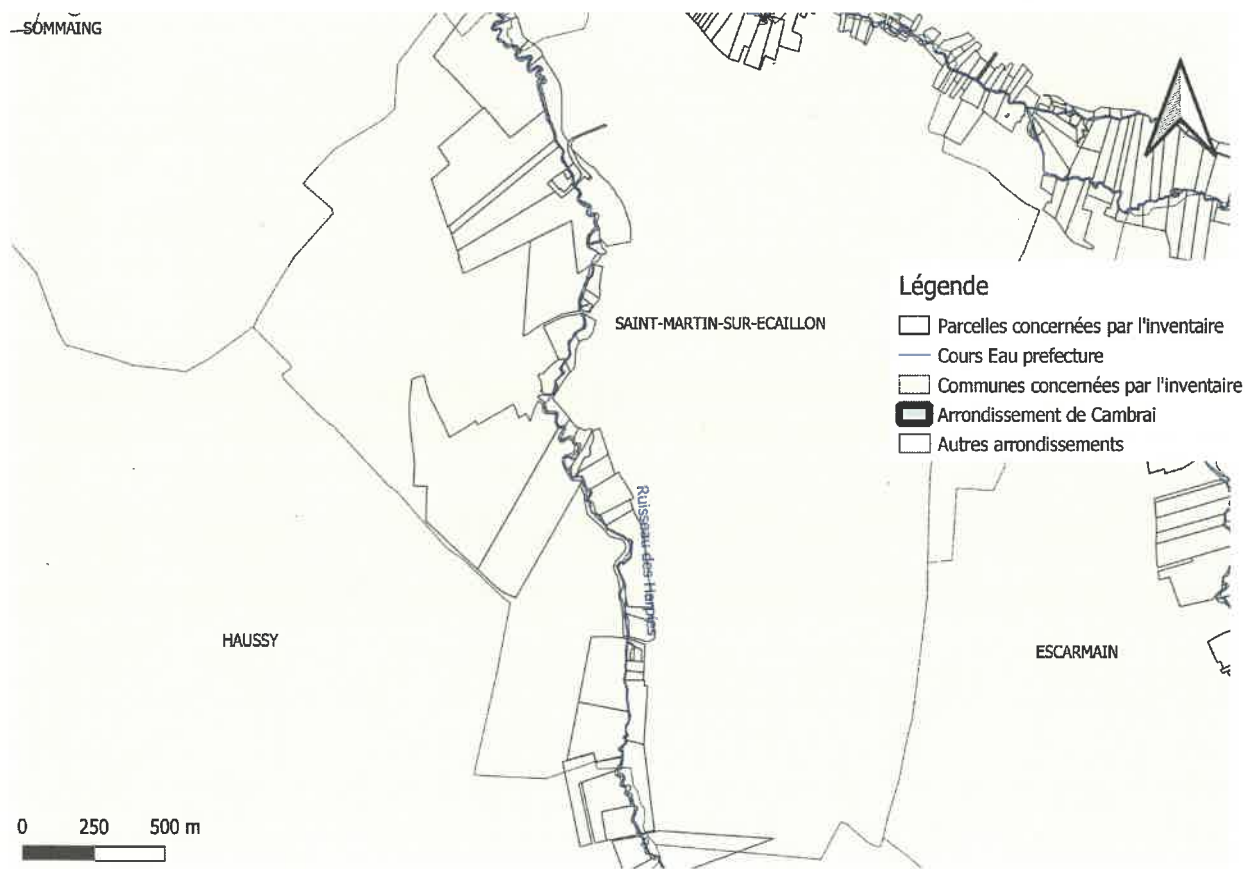 SOMMAING
SAINT-MARTIN-SUR-ECAILLON
Légende
Parcelles concernées par l'inventaire
Cours Eau prefecture
Communes concernées par l'inventaire
Arrondissement de Cambrai
Autres arrondissements
Ruisseau des Harpies
HAUSSY
ESCARMAIN
0 250 500 m